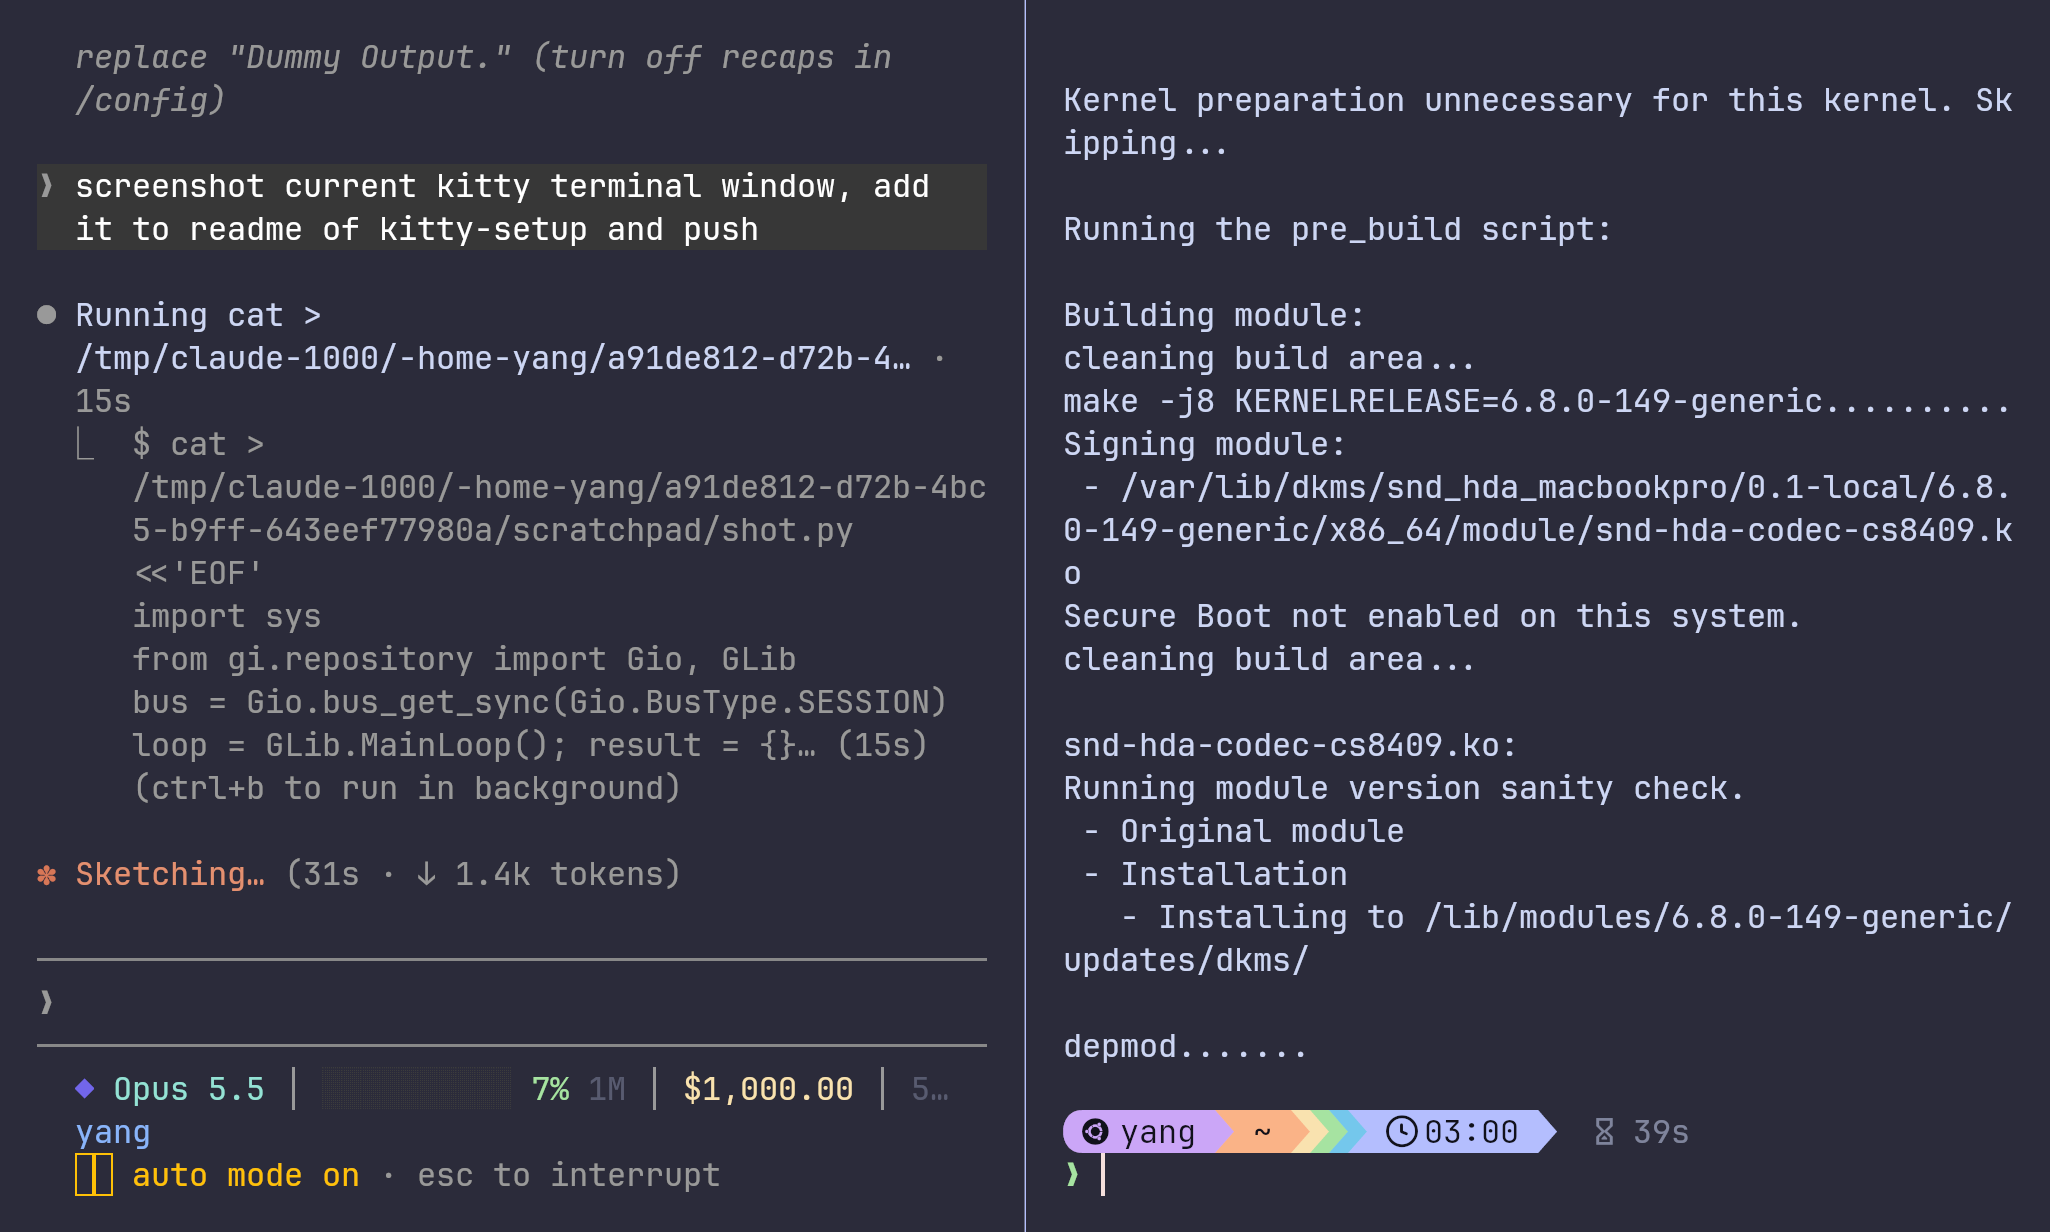 replace "Dummy Output." (turn off recaps in
/config)
❯ screenshot current kitty terminal window, add
it to readme of kitty-setup and push
● Running cat >
/tmp/claude-1000/-home-yang/a91de812-d72b-4… ·
15s
⎿  $ cat >
/tmp/claude-1000/-home-yang/a91de812-d72b-4bc
5-b9ff-643eef77980a/scratchpad/shot.py
<<'EOF'
import sys
from gi.repository import Gio, GLib
bus = Gio.bus_get_sync(Gio.BusType.SESSION)
loop = GLib.MainLoop(); result = {}… (15s)
(ctrl+b to run in background)
✽ Sketching… (31s · ↓ 1.4k tokens)
❯
◆ Opus 5.5 │ 7% 1M │ $1,000.00 │ 5…
yang
auto mode on · esc to interrupt
Kernel preparation unnecessary for this kernel. Sk
ipping...
Running the pre_build script:
Building module:
cleaning build area...
make -j8 KERNELRELEASE=6.8.0-149-generic..........
Signing module:
- /var/lib/dkms/snd_hda_macbookpro/0.1-local/6.8.
0-149-generic/x86_64/module/snd-hda-codec-cs8409.k
o
Secure Boot not enabled on this system.
cleaning build area...
snd-hda-codec-cs8409.ko:
Running module version sanity check.
- Original module
- Installation
- Installing to /lib/modules/6.8.0-149-generic/
updates/dkms/
depmod.......
yang ~ 03:00 39s
❯